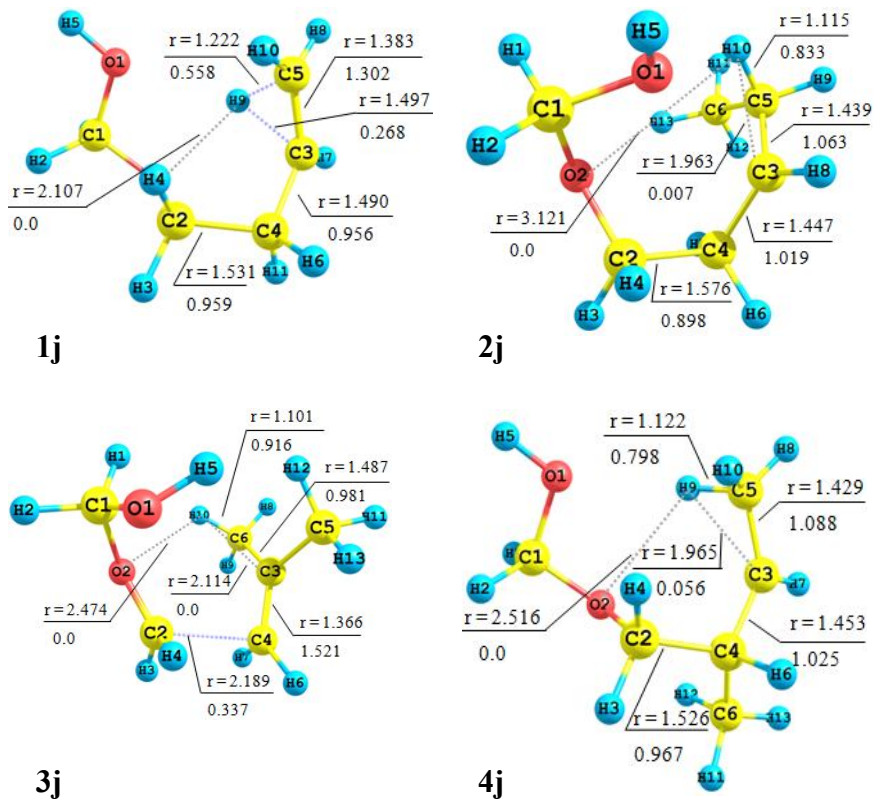 H5
O1
C1
H2
H4
C2
H3
C4
H11
H6
C3
H7
H9
C5
H10
H8
r=1.222
0.558
r=1.383
1.302
r=1.497
0.268
r=2.107
0.0
r=1.490
0.956
r=1.531
0.959
1j
H1
H5
O1
C1
H2
O2
C2
H3
H4
C4
H6
C3
H8
C5
H9
H10
C6
H13
H12
r=1.115
0.833
r=1.439
1.063
r=1.963
0.007
r=3.121
0.0
r=1.447
1.019
r=1.576
0.898
2j
H1
H5
H2
C1
O1
O2
C2
H4
H3
C4
H7
H6
C3
C6
H10
H8
H9
C5
H12
H11
H13
r=1.101
0.916
r=1.487
0.981
r=2.114
0.0
r=2.474
0.0
r=1.366
1.521
r=2.189
0.337
3j
H5
O1
C1
H2
O2
H4
C2
H3
C4
H6
C6
H12
H13
H11
C3
H7
C5
H9
H10
H8
r=1.122
0.798
r=1.429
1.088
r=1.965
0.056
r=2.516
0.0
r=1.453
1.025
r=1.526
0.967
4j